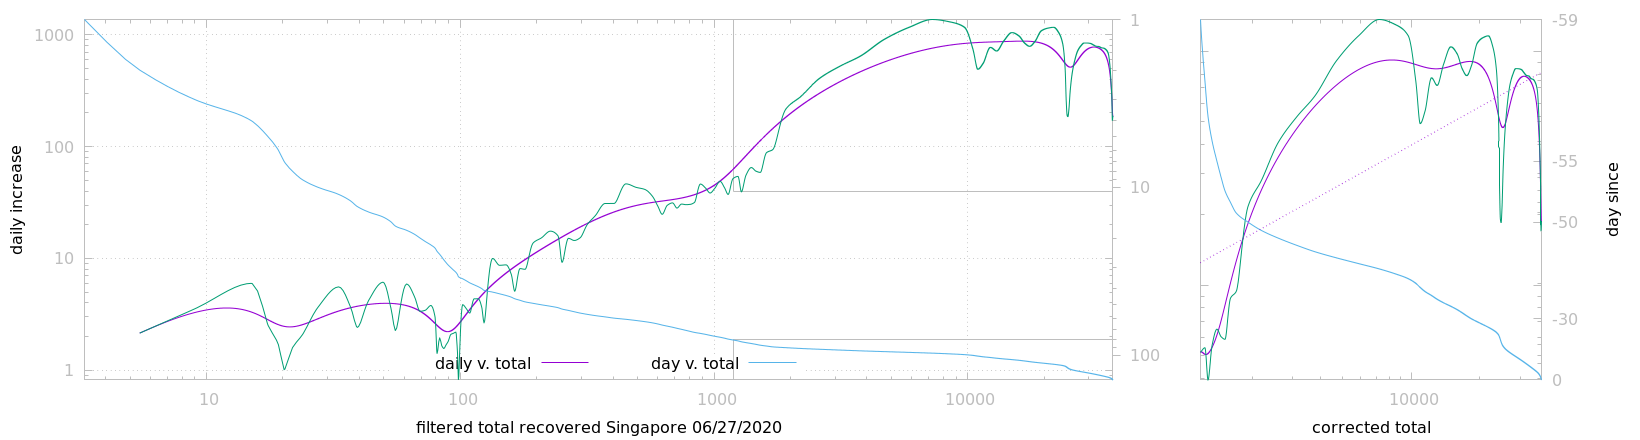 1000
100
10
1
daily increase
10
100
1000
10000
filtered total recovered Singapore 06/27/2020
daily v. total
day v. total
1
10
100
-59
-55
-50
-30
0
day since
10000
corrected total